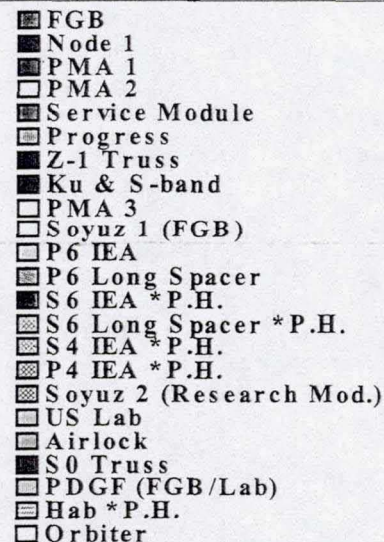 FGB
Node 1
PMA 1
PMA 2
Service Module
Progress
Z-1 Truss
Ku & S-band
PMA 3
Soyuz 1 (FGB)
P6 IEA
P6 Long Spacer
S6 IEA *P.H.
S6 Long Spacer *P.H.
S4 IEA *P.H.
P4 IEA *P.H.
Soyuz 2 (Research Mod.)
US Lab
Airlock
S0 Truss
PDGF (FGB/Lab)
Hab *P.H.
Orbiter